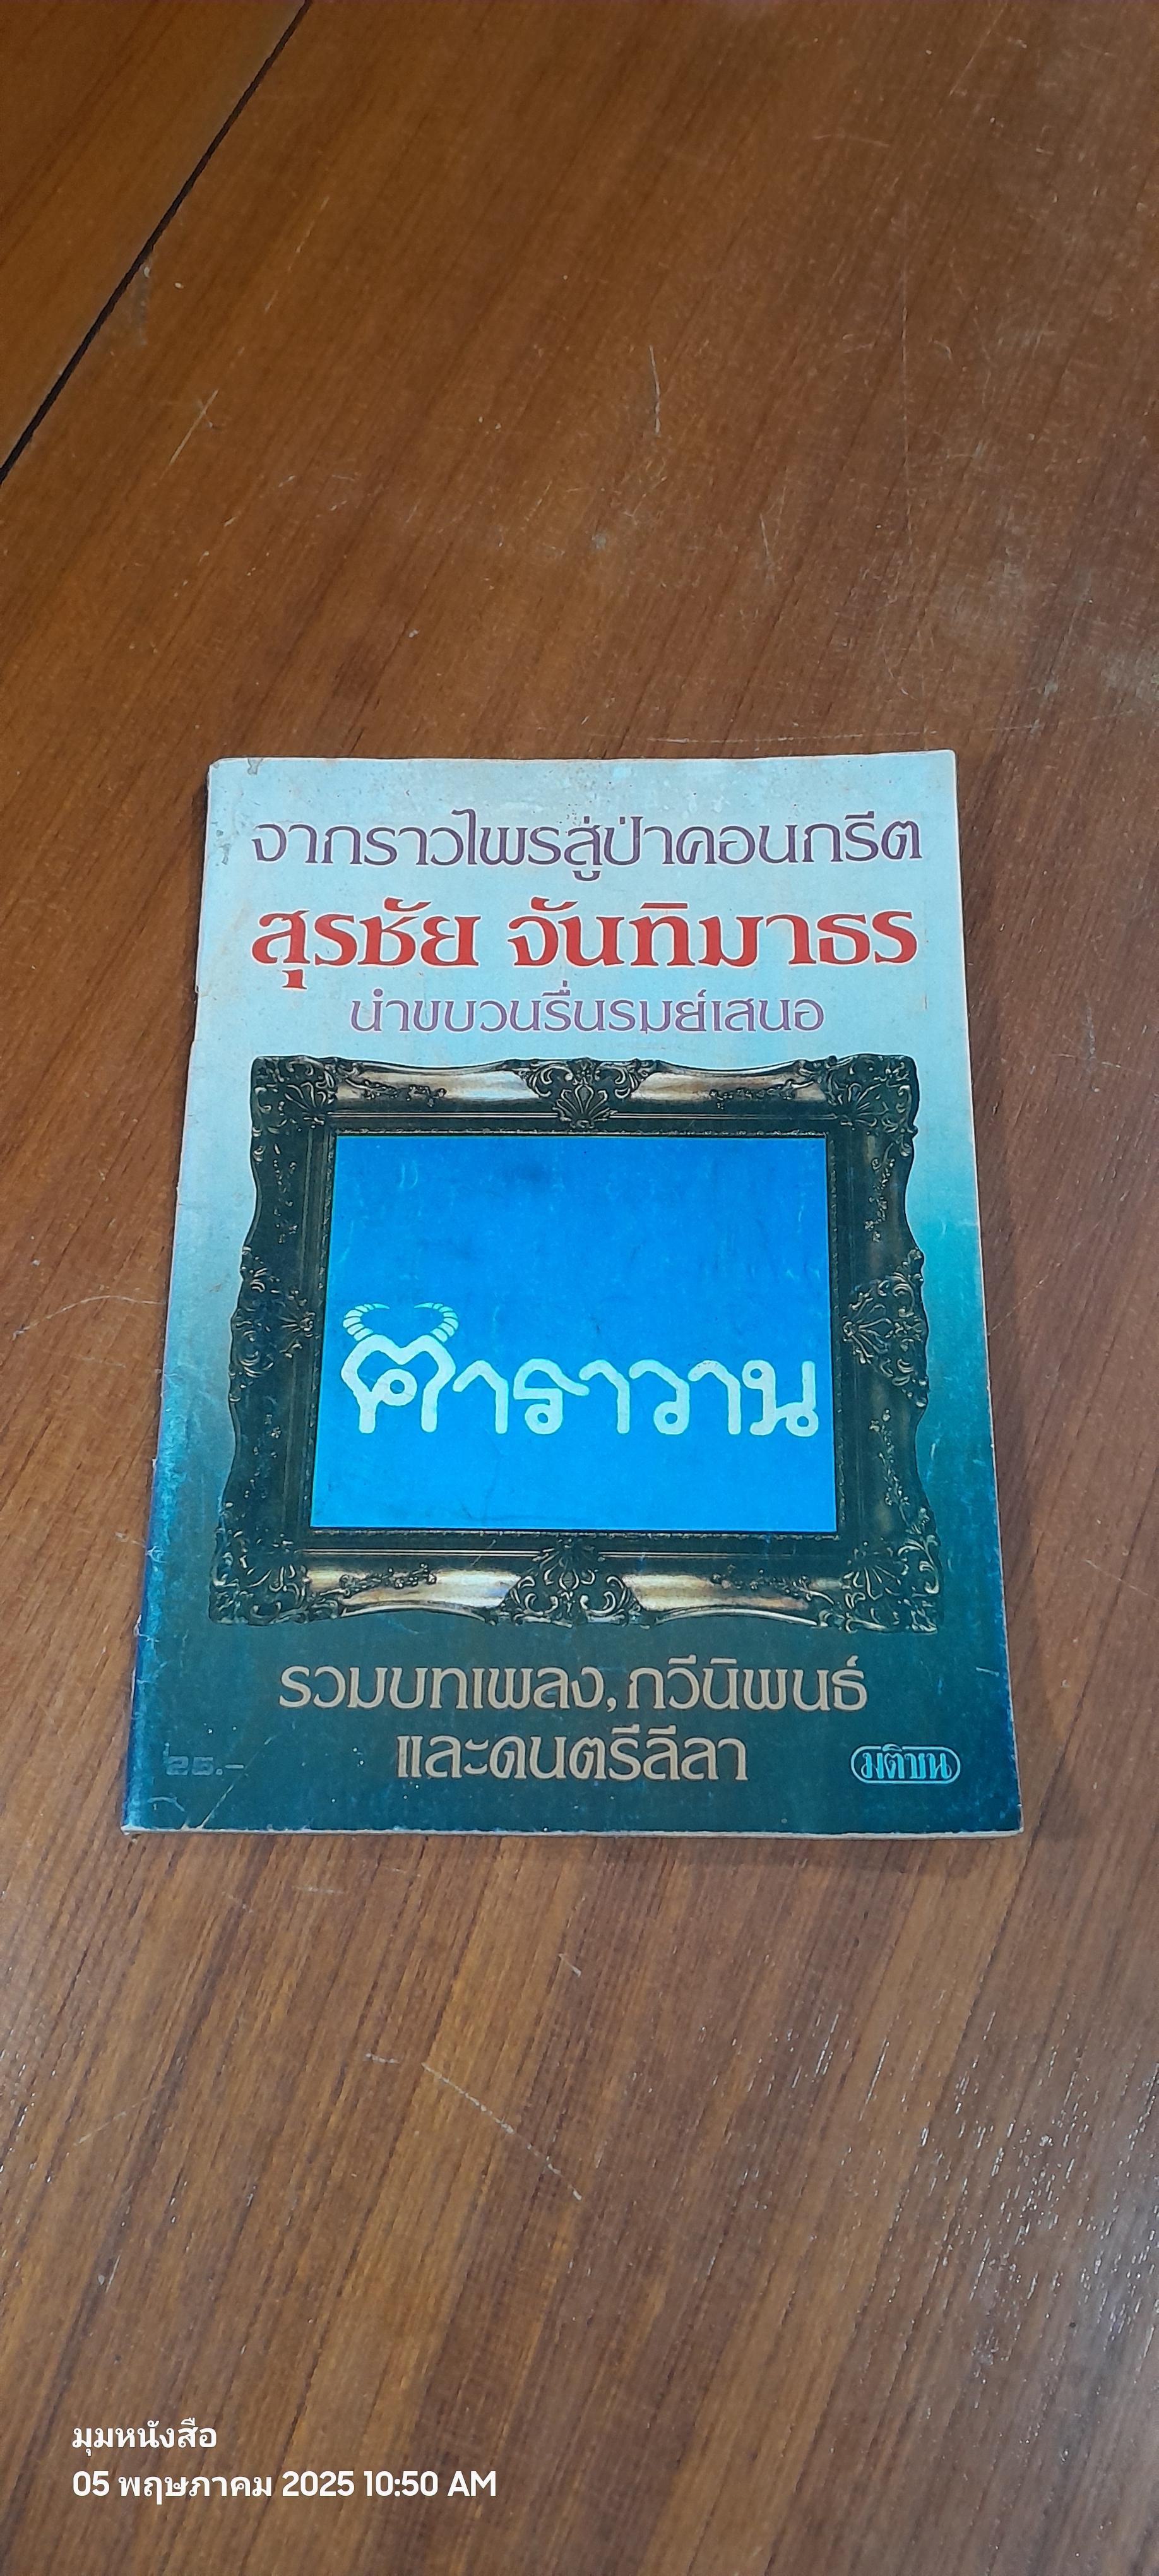 จากราวไพรสู่ป่าคอนกรีต
สุรชัย จันทิมาธร
นำขบวนรื่นรมย์เสนอ
คาราวาน
รวมบทเพลง, กวีนิพนธ์
และดนตรีลีลา
๒๕.-
มติชน
มุมหนังสือ
05 พฤษภาคม 2025 10:50 AM